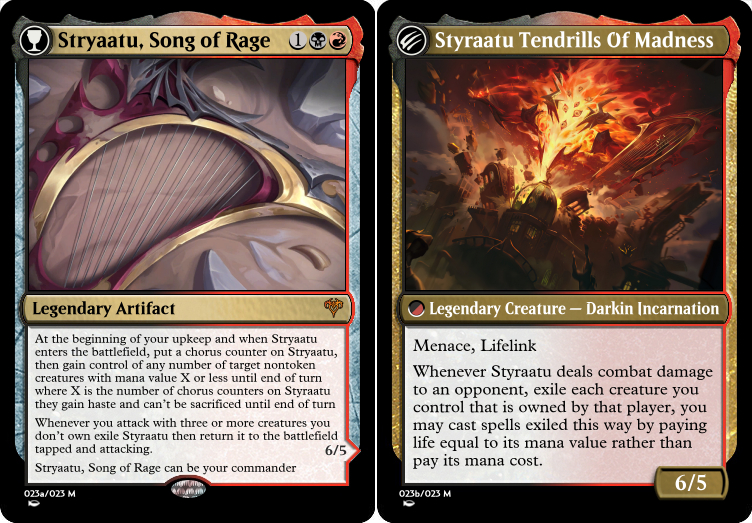 Stryaatu, Song of Rage
1
Legendary Artifact
At the beginning of your upkeep and when Stryaatu
enters the battlefield, put a chorus counter on Stryaatu,
then gain control of any number of target nontoken
creatures with mana value X or less until end of turn
where X is the number of chorus counters on Stryaatu
they gain haste and can't be sacrificed until end of turn
Whenever you attack with three or more creatures you
don't own exile Stryaatu then return it to the battlefield
tapped and attacking.
6/5
Stryaatu, Song of Rage can be your commander
023a/023 M
Styraatu Tendrills Of Madness
Legendary Creature — Darkin Incarnation
Menace, Lifelink
Whenever Styraatu deals combat damage
to an opponent, exile each creature you
control that is owned by that player, you
may cast spells exiled this way by paying
life equal to its mana value rather than
pay its mana cost.
6/5
023b/023 M